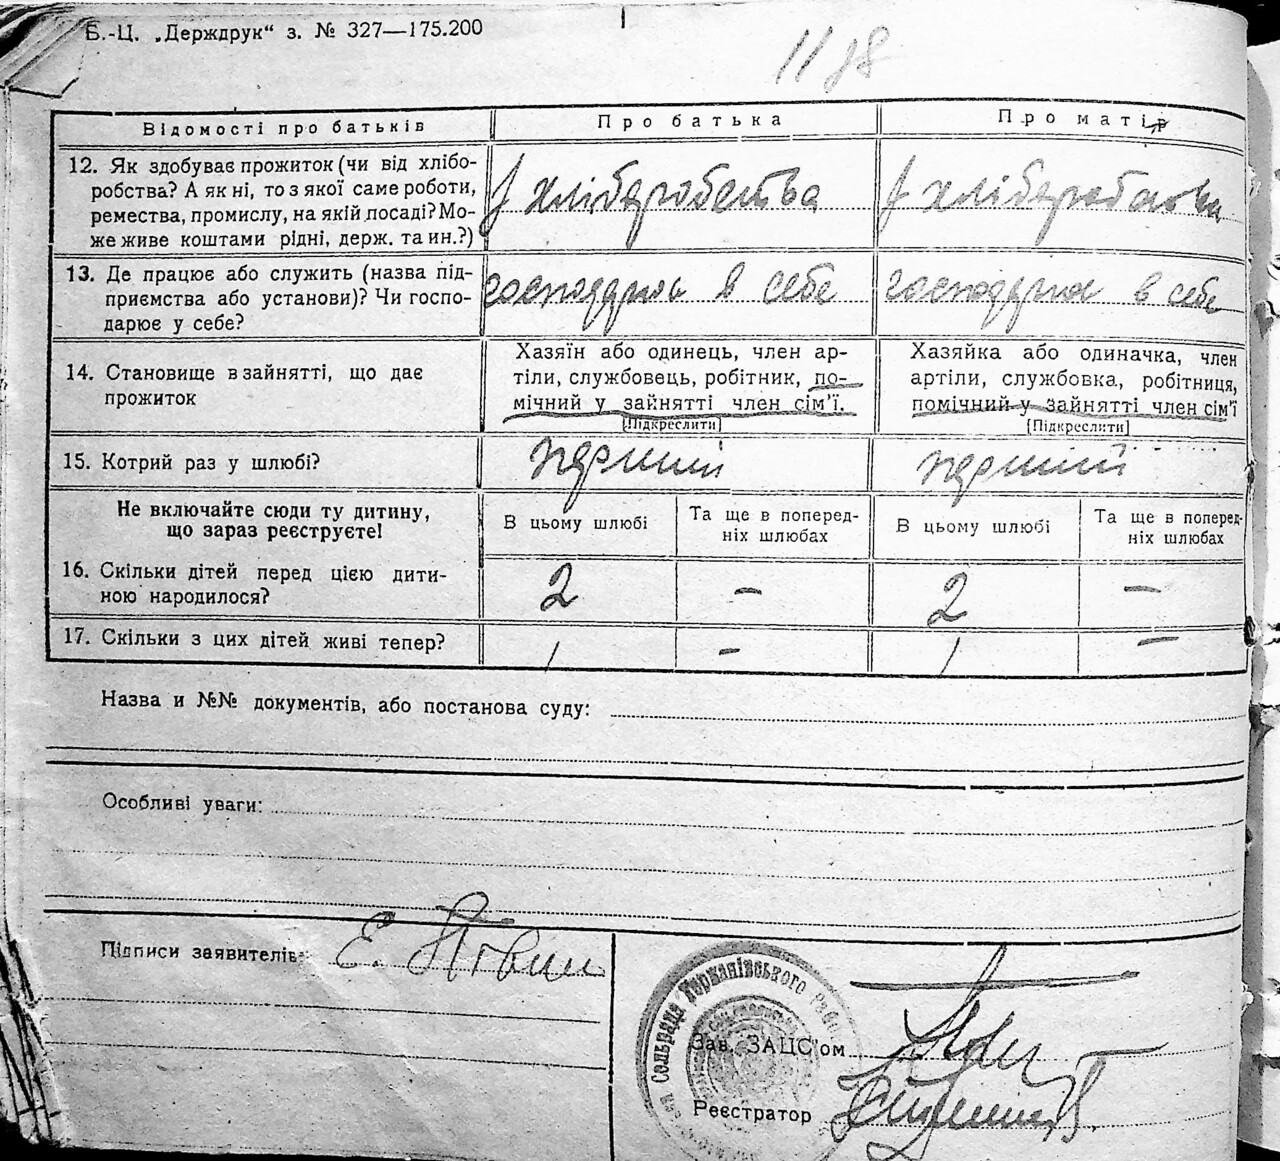 Б.-Ц. „Держдрук“ з. № 327—175.200
1178
Відомості про батьків
Про батька
Про матір
12. Як здобуває прожиток (чи від хлібо-
робства? А як ні, то з якої саме роботи,
ремества, промислу, на якій посаді? Мо-
же живе коштами рідні, держ. та ин.?)
з хліборобства
з хліборобства
13. Де працює або служить (назва під-
приємства або установи)? Чи госпо-
дарює у себе?
господарює в себе
господарює в себе
14. Становище в зайнятті, що дає
прожиток
Хазяїн або одинець, член ар-
тіли, службовець, робітник, по-
мічний у зайнятті член сім’ї.
[Підкреслити]
Хазяйка або одиначка, член
артіли, службовка, робітниця,
помічний у зайнятті член сім’ї
[Підкреслити]
15. Котрий раз у шлюбі?
перший
перший
Не включайте сюди ту дитину,
що зараз реєструєте!
В цьому шлюбі
Та ще в поперед-
ніх шлюбах
В цьому шлюбі
Та ще в поперед-
ніх шлюбах
16. Скільки дітей перед цією дити-
ною народилося?
2 — 2 —
17. Скільки з цих дітей живі тепер?
1 — 1 —
Назва и №№ документів, або постанова суду:
Особливі уваги:
Підписи заявителів: Е.
Сольрада Германівського
Зав. ЗАЦС'ом
Реєстратор